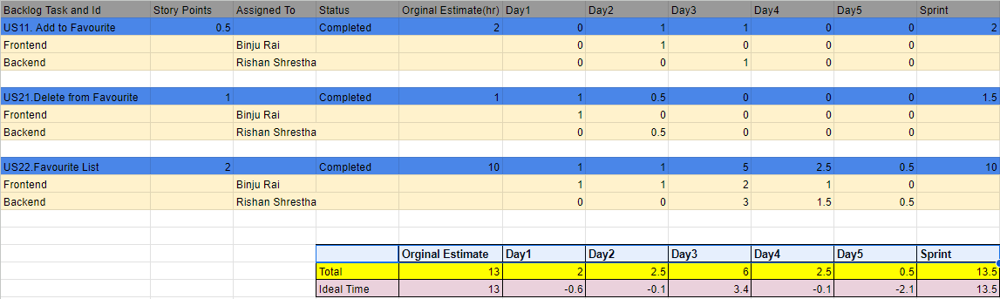 Backlog Task and Id Story Points Assigned To Status Orginal Estimate(hr) Day1 Day2 Day3 Day4 Day5 Sprint
US11. Add to Favourite 0.5 Completed 2 0 1 1 0 0 2
Frontend Binju Rai 0 1 0 0 0
Backend Rishan Shrestha 0 0 1 0 0
US21.Delete from Favourite 1 Completed 1 1 0.5 0 0 0 1.5
Frontend Binju Rai 1 0 0 0 0
Backend Rishan Shrestha 0 0.5 0 0 0
US22.Favourite List 2 Completed 10 1 1 5 2.5 0.5 10
Frontend Binju Rai 1 1 2 1 0
Backend Rishan Shrestha 0 0 3 1.5 0.5
Orginal Estimate Day1 Day2 Day3 Day4 Day5 Sprint
Total 13 2 2.5 6 2.5 0.5 13.5
Ideal Time 13 -0.6 -0.1 3.4 -0.1 -2.1 13.5